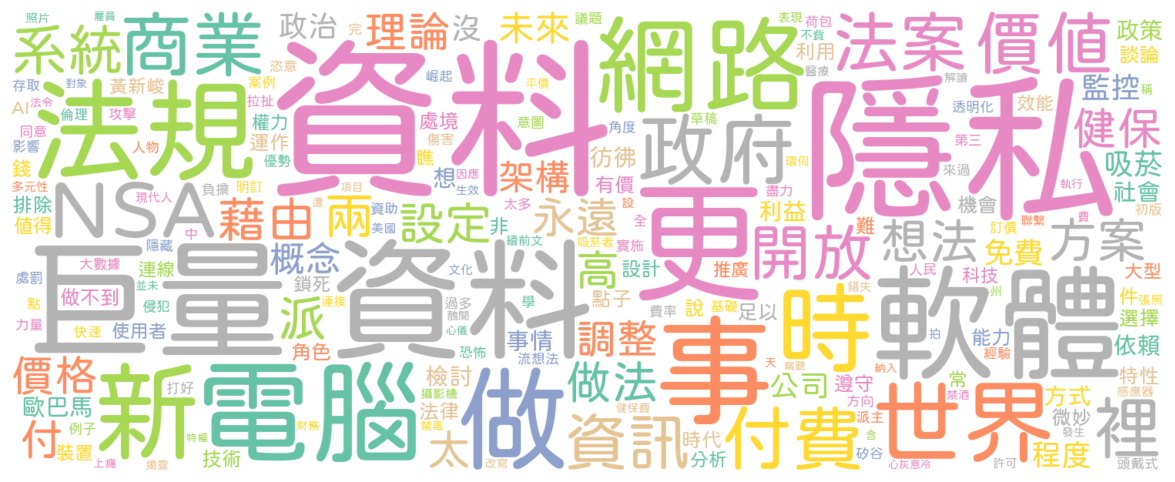 照片
雇員
系統
商業
政治
完
理論
沒
未來
議題
網路
表現
荷包
不貲
利用
醫療
法案
價值
政策
談論
存取
對象
黃新峻
案例
恣意
崛起
平價
資料
隱私
解讀
監控
稱
AI
法令
倫理
攻擊
拉扯
權力
處境
意圖
草稿
角度
透明化
效能
法規
同意
影響
人物
運作
優勢
傷害
瞧
政府
環伺
第三
健保
錢
多元性
現代人
負擔
明訂
項目
想
因應
生效
架構
彷彿
有價
盡力
來過
執行
吸菸
社會
排除
值得
NSA
中
藉由
遭
兩
資助
美國
太多
設定
非
續前文
永遠
設
全
更
利益
難
機會
訂價
聯繫
費
初版
隱藏
大數據
概念
文化
吸菸者
實施
開放
想法
免費
方案
處罰
並未
連線
鎖死
連接
過多
醜聞
學
高
設計
推廣
人民
科技
錯失
大型
點
做不到
侵犯
巨量資料
心儀
點子
費率
說
基礎
足以
州
件
張照
選擇
力量
快速
使用者
派
恐怖
事情
流想法
調整
事
拍
時
軟體
能力
經驗
依賴
價格
打好
角色
檢討
攝影機
做
做法
天
竊聽
公司
納入
遵守
方向
常
禁酒
特性
感應器
歐巴馬
新
電腦
法律
禁毒
健保費
世界
方式
微妙
發生
裡
付
例子
特權
財務
太
資訊
時代
付費
派主
含
裝置
上癮
揭露
技術
改寫
分析
矽谷
心灰意冷
許可
程度
頭戴式